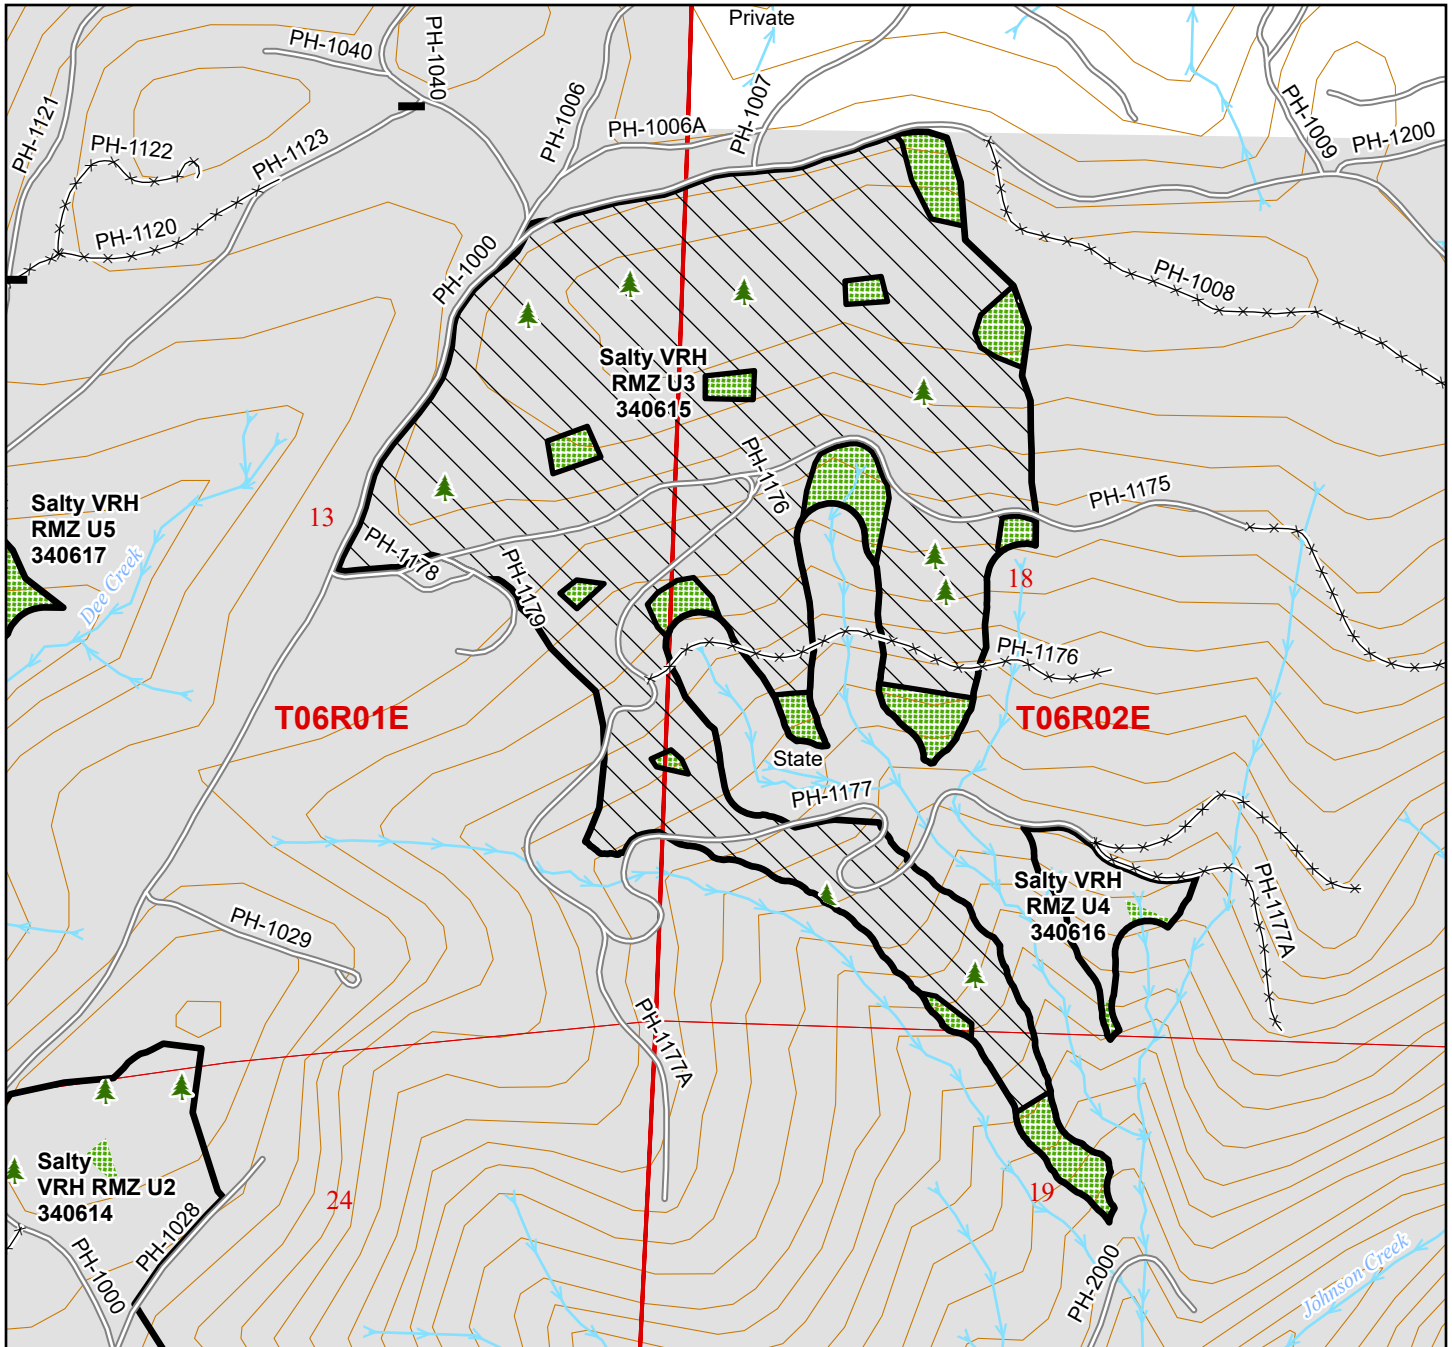 Private
PH-1040
PH-1040
PH-1121
PH-1006
PH-1007
PH-1006A
PH-1009
PH-1200
PH-1122
PH-1123
PH-1120
PH-1000
PH-1008
Salty VRH
RMZ U3
340615
PH-1176
PH-1175
Salty VRH
RMZ U5
340617
13
PH-1178
PH-1179
Dee Creek
18
PH-1176
T06R01E
T06R02E
State
PH-1177
Salty VRH
RMZ U4
340616
PH-1177A
PH-1029
PH-1177A
Salty
VRH RMZ U2
340614
24
19
PH-1028
PH-1000
PH-2000
Johnson Creek